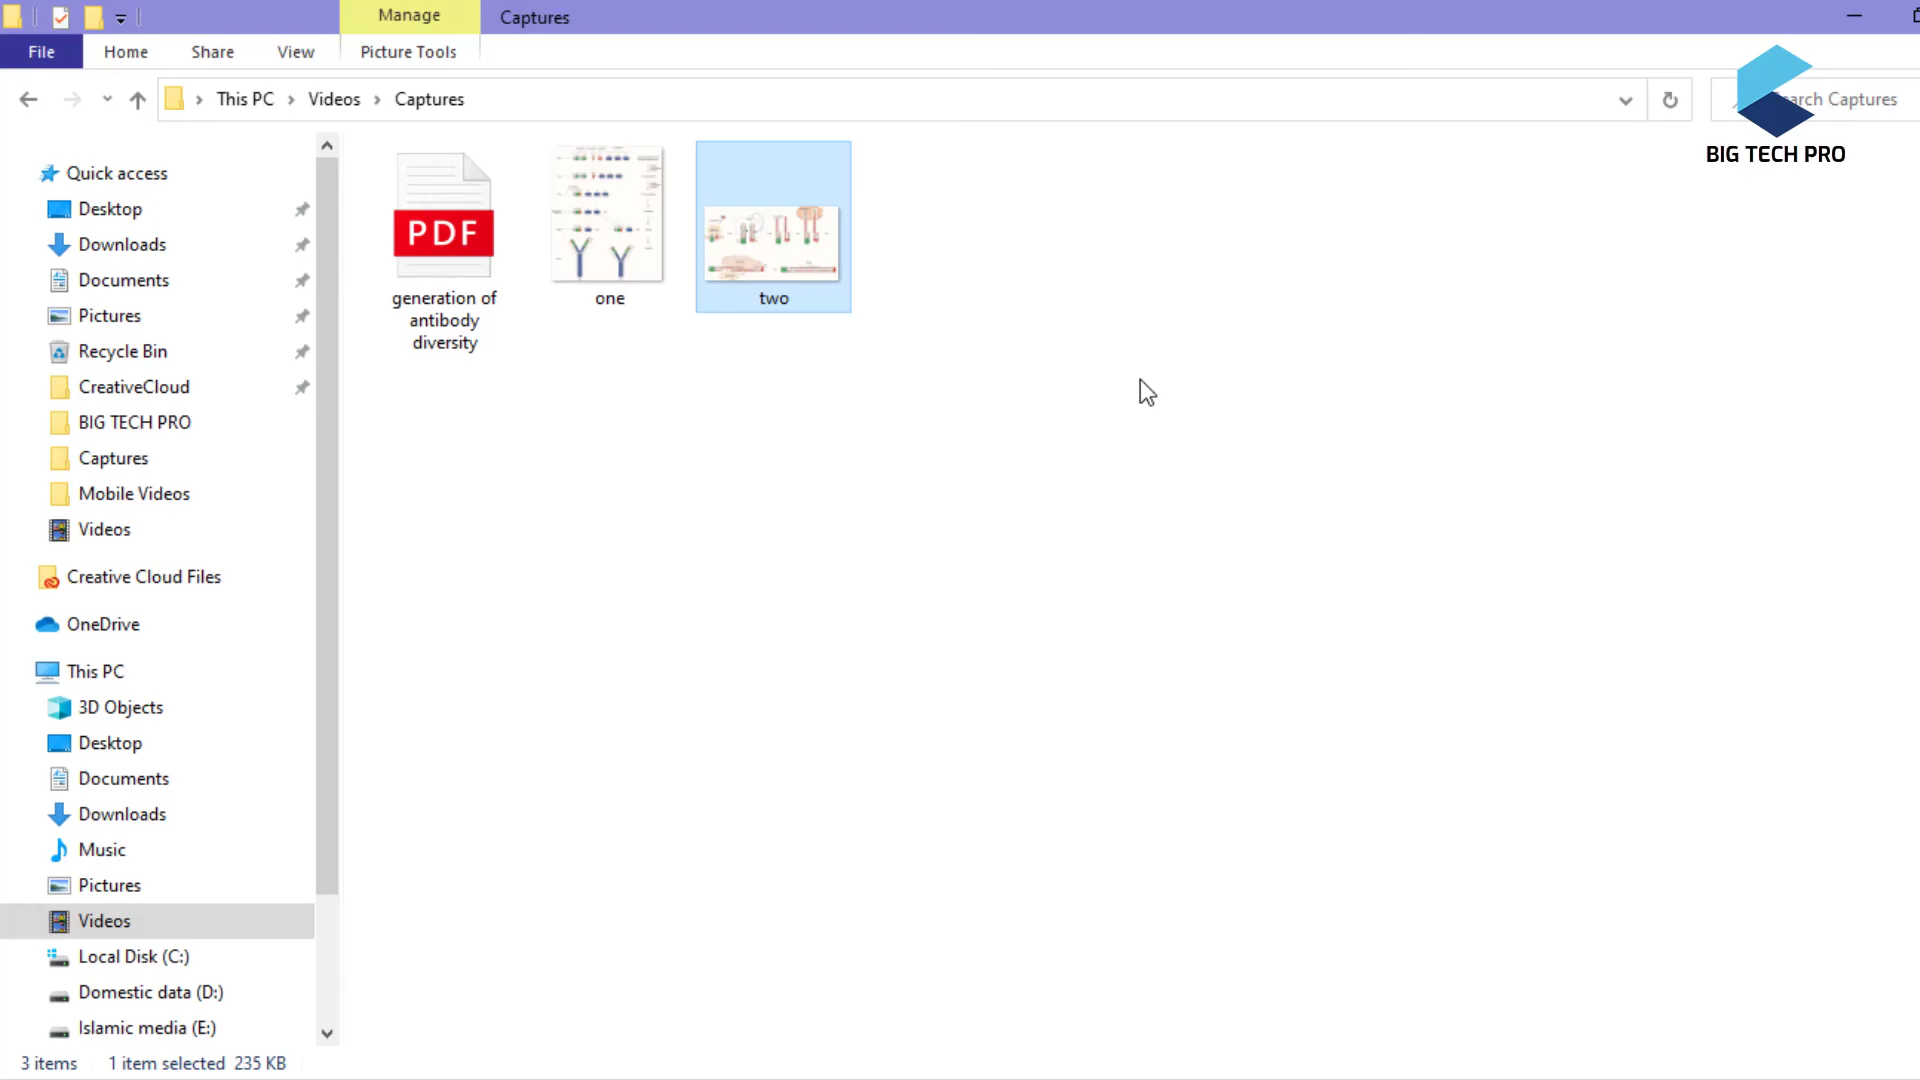 Manage
Captures
File
Home
Share
View
Picture Tools
This PC
Videos
Captures
arch Captures
BIG TECH PRO
Quick access
Desktop
Downloads
Documents
Pictures
Recycle Bin
CreativeCloud
BIG TECH PRO
Captures
Mobile Videos
Videos
Creative Cloud Files
OneDrive
This PC
3D Objects
Desktop
Documents
Downloads
Music
Pictures
Videos
Local Disk (C:)
Domestic data (D:)
Islamic media (E:)
PDF
generation of
antibody
diversity
one
two
3 items
1 item selected 235 KB